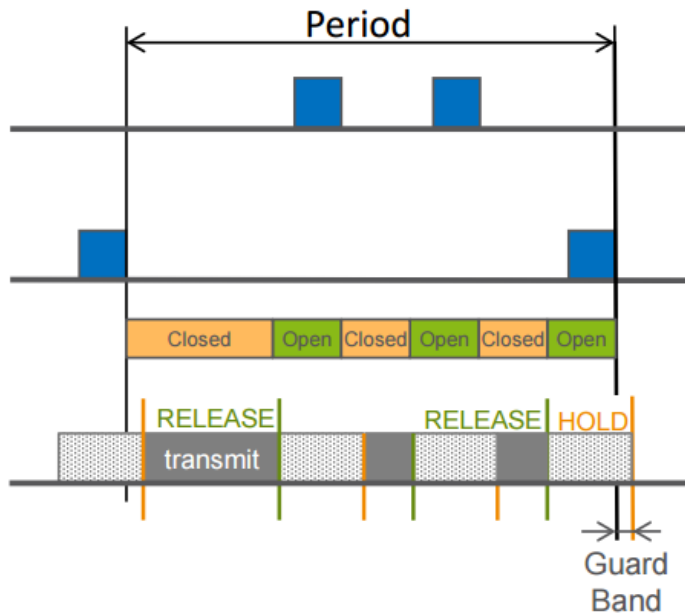 Period
Closed Open Closed Open Closed Open
RELEASE RELEASE HOLD
transmit
Guard
Band